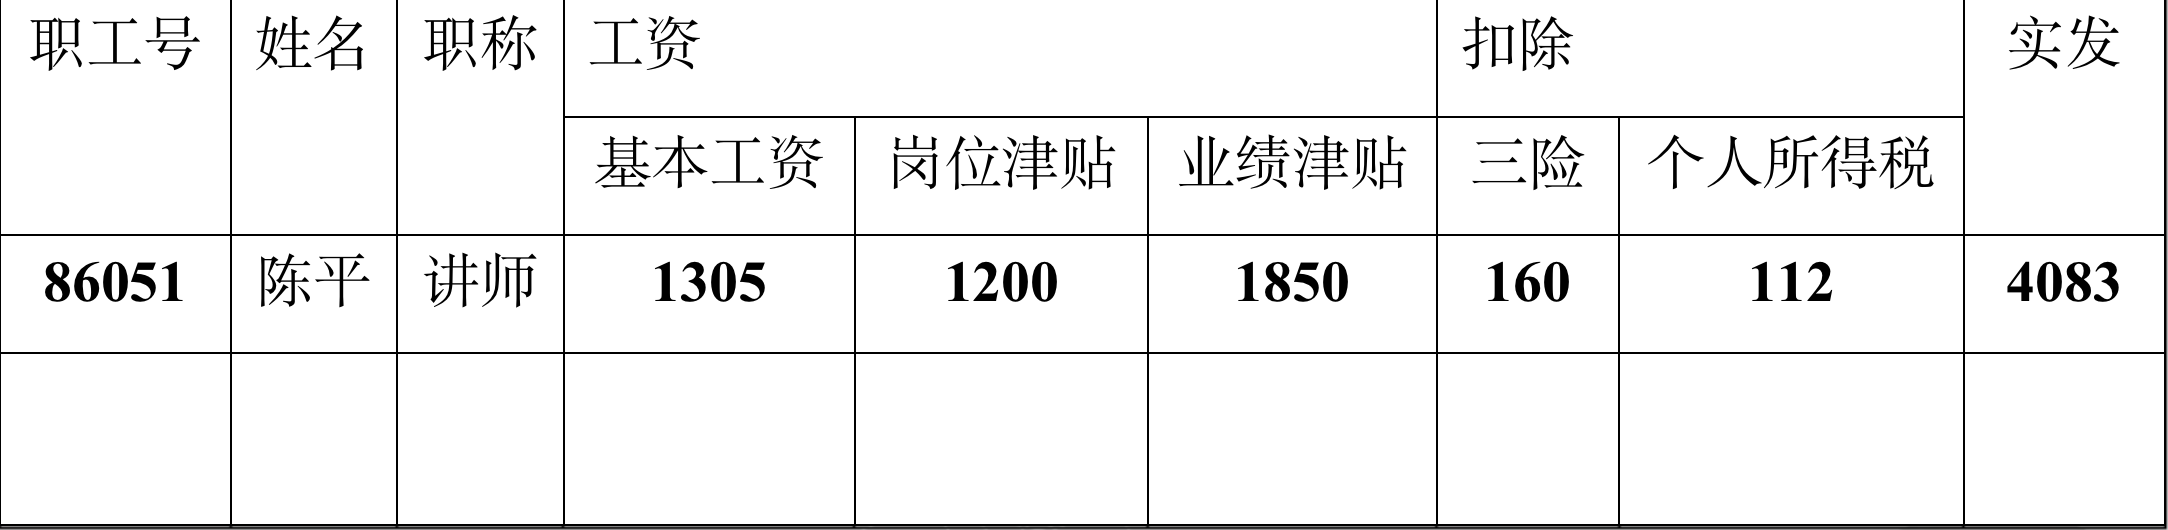 职工号 姓名 职称 工资 扣除 实发
基本工资 岗位津贴 业绩津贴 三险 个人所得税
86051 陈平 讲师 1305 1200 1850 160 112 4083